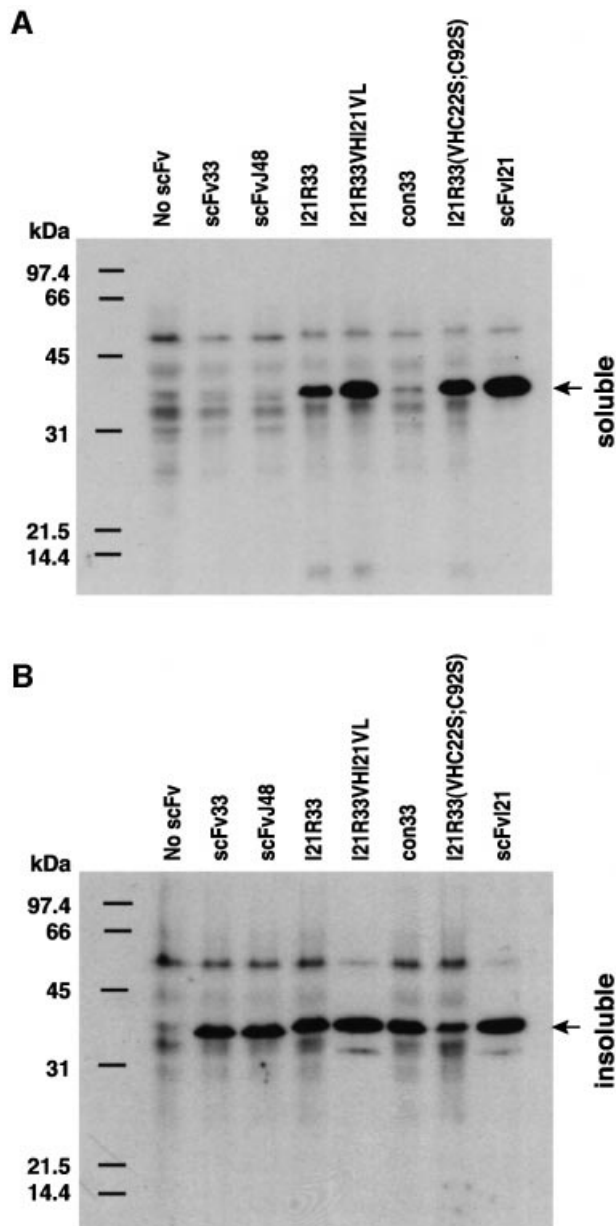 A
No scFv
scFv33
scFvJ48
I21R33
I21R33VHI21VL
con33
I21R33(VHC22S;C92S)
scFvI21
kDa
97.4
66
45
31
21.5
14.4
soluble
B
No scFv
scFv33
scFvJ48
I21R33
I21R33VHI21VL
con33
I21R33(VHC22S;C92S)
scFvI21
kDa
97.4
66
45
31
21.5
14.4
insoluble